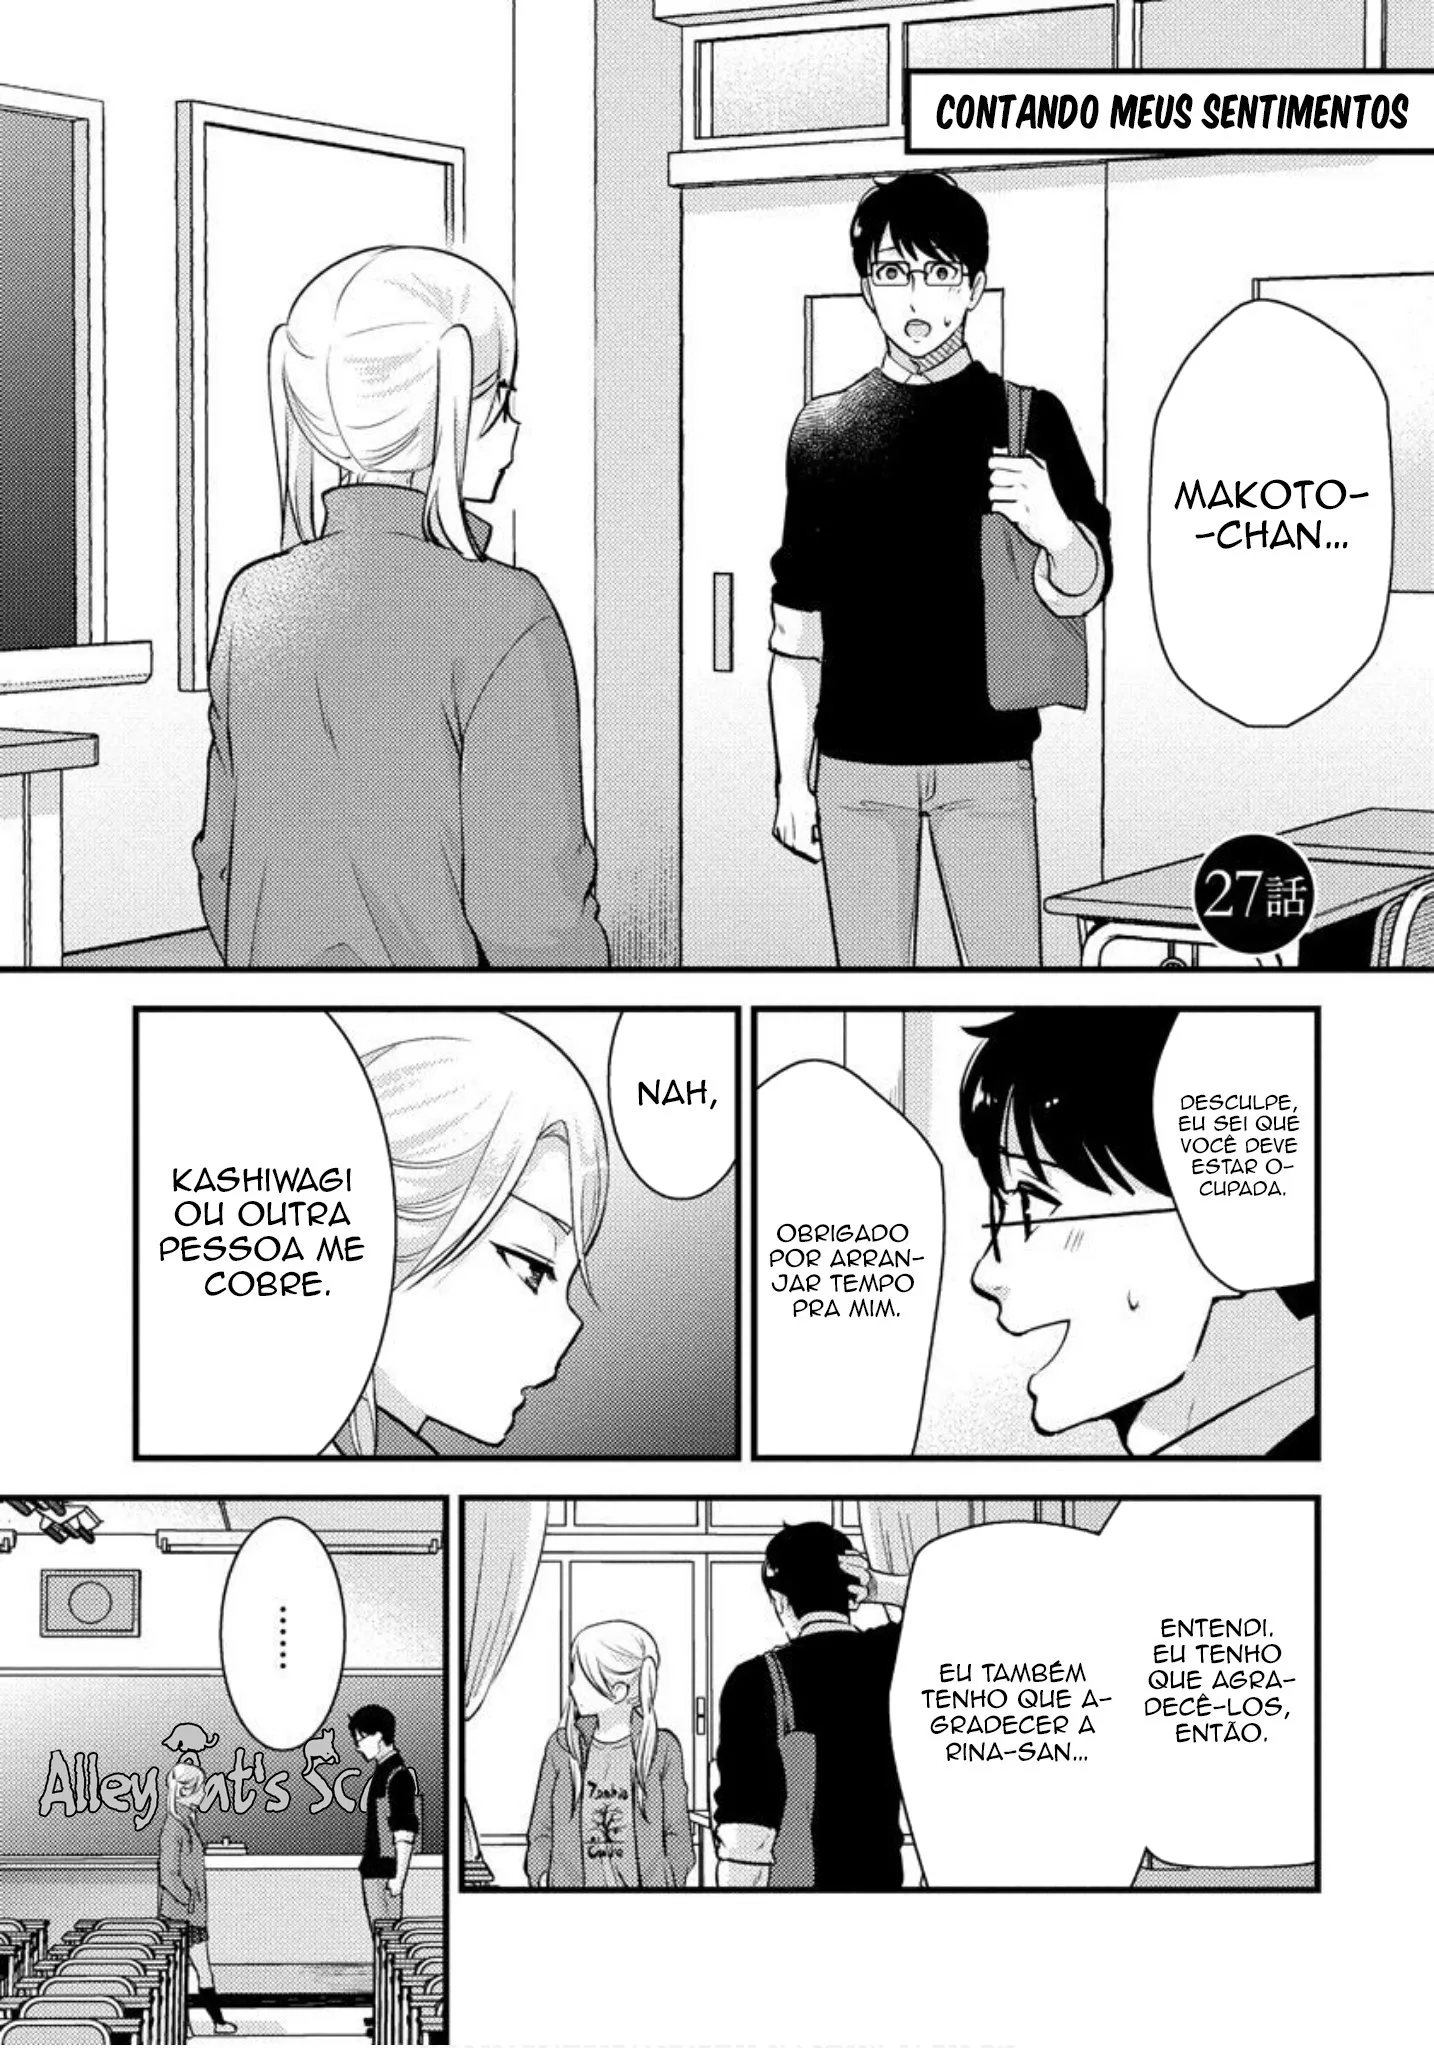 CONTANDO MEUS SENTIMENTOS
MAKOTO-
-CHAN...
27話
DESCULPE,
EU SEI QUE
VOCÊ DEVE
ESTAR O-
CUPADA.
OBRIGADO
POR ARRAN-
JAR TEMPO
PRA MIM.
NAH,
KASHIWAGI
OU OUTRA
PESSOA ME
COBRE.
ENTENDI.
EU TENHO
QUE AGRA-
DECÊ-LOS,
ENTÃO.
EU TAMBÉM
TENHO QUE A-
GRADECER A
RINA-SAN...
.......
Alley